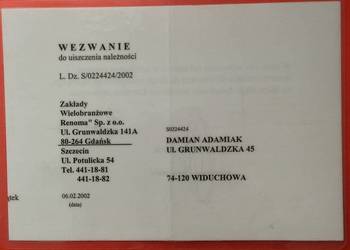 WEZWANIE
do uiszczenia należności
L. Dz. S/0224424/2002
Zakłady
Wielobranżowe
Renoma" Sp. z o.o.
Ul. Grunwaldzka 141A
80-264 Gdańsk
Szczecin
Ul. Potulicka 54
Tel. 441-18-81
441-18-82
S0224424
DAMIAN ADAMIAK
Ul. GRUNWALDZKA 45
74-120 WIDUCHOWA
ątek
06.02.2002
(data)